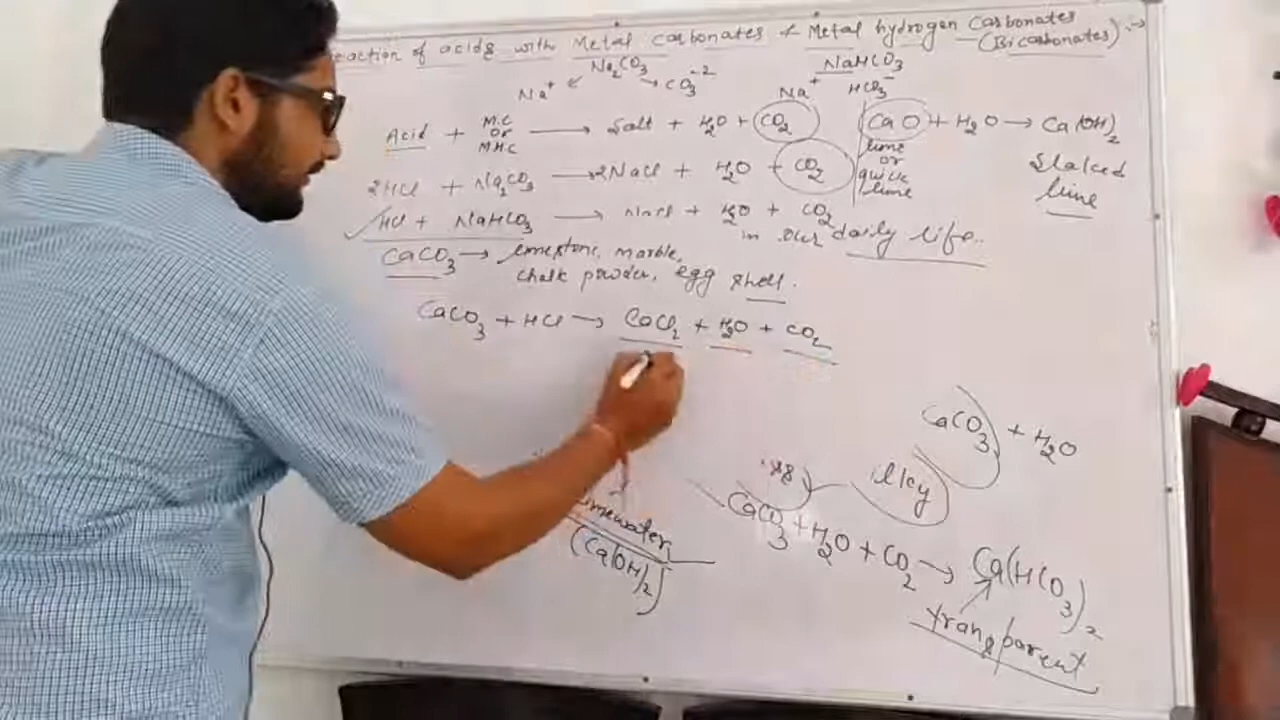 eaction of acids with Metal carbonates & Metal hydrogen Carbonates
(Bicarbonates) :→
Na₂CO₃
Na⁺ ← → CO₃⁻²
NaHCO₃
Na⁺ HCO₃⁻
Acid + M.C or MHC → Salt + H₂O + CO₂
CaO + H₂O → Ca(OH)₂
lime
or
quick
lime
Slaked
lime
2HCl + Na₂CO₃ → 2NaCl + H₂O + CO₂
HCl + NaHCO₃ → NaCl + H₂O + CO₂
in our daily life..
CaCO₃ → limestone, marble,
chalk powder, egg shell.
CaCO₃ + HCl → CaCl₂ + H₂O + CO₂
CaCO₃ + H₂O
ilky
CaCO₃ + H₂O + CO₂ → Ca(HCO₃)₂
transparent
imewater
(Ca(OH)₂)